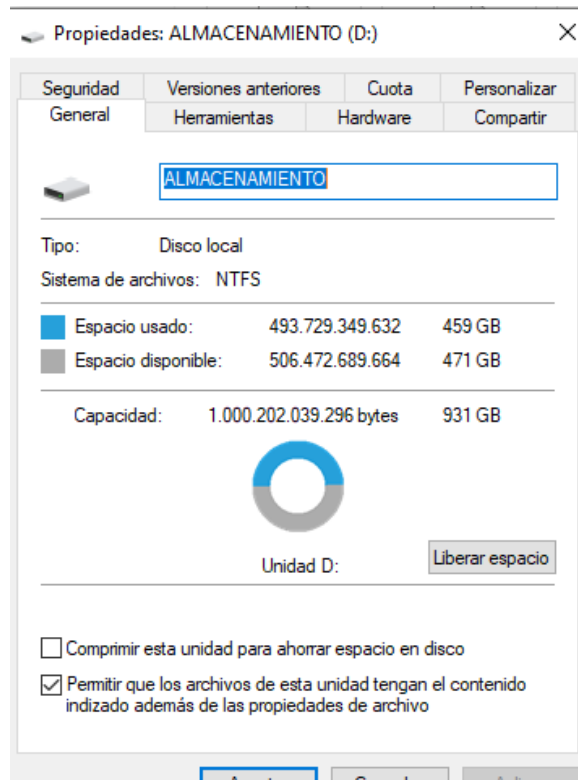 Propiedades: ALMACENAMIENTO (D:)
Seguridad Versiones anteriores Cuota Personalizar
General Herramientas Hardware Compartir
ALMACENAMIENTO
Tipo: Disco local
Sistema de archivos: NTFS
Espacio usado: 493.729.349.632 459 GB
Espacio disponible: 506.472.689.664 471 GB
Capacidad: 1.000.202.039.296 bytes 931 GB
Unidad D: Liberar espacio
Comprimir esta unidad para ahorrar espacio en disco
Permitir que los archivos de esta unidad tengan el contenido
indizado además de las propiedades de archivo